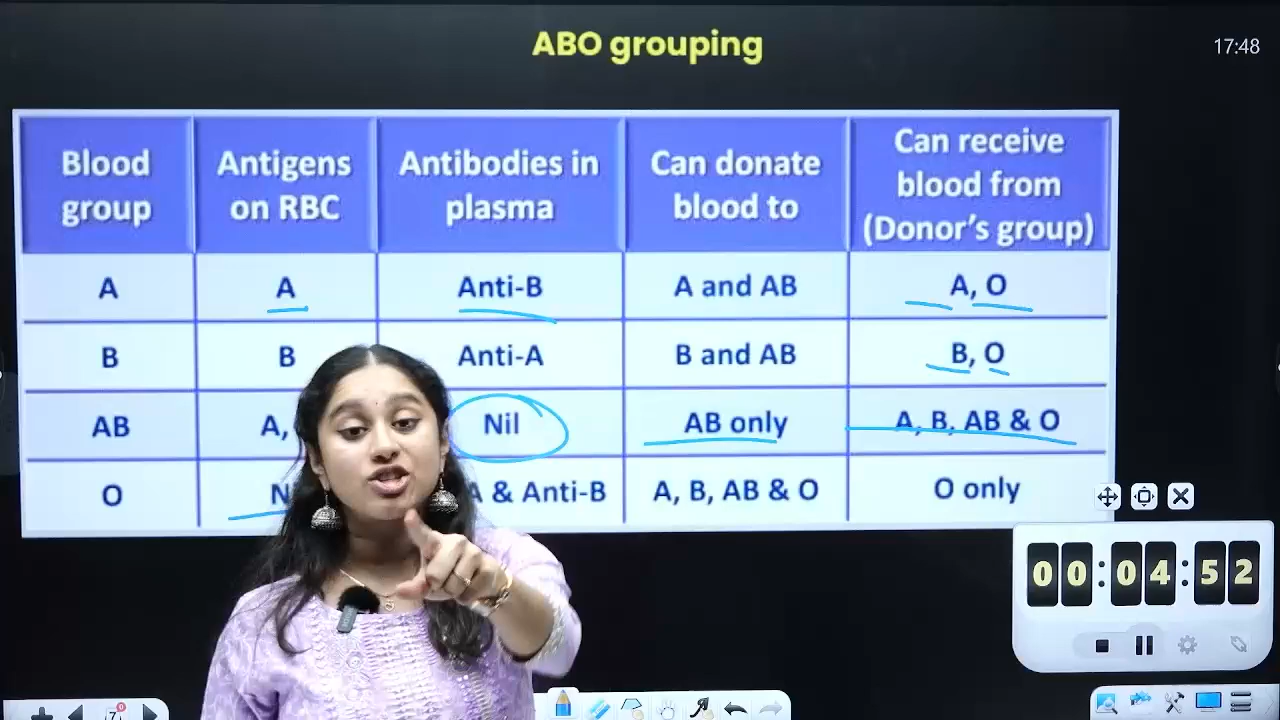 ABO grouping
17:48
Blood group
Antigens on RBC
Antibodies in plasma
Can donate blood to
Can receive blood from (Donor's group)
A
A
Anti-B
A and AB
A, O
B
B
Anti-A
B and AB
B, O
AB
A,
Nil
AB only
A, B, AB & O
O
N
A & Anti-B
A, B, AB & O
O only
00:04:52